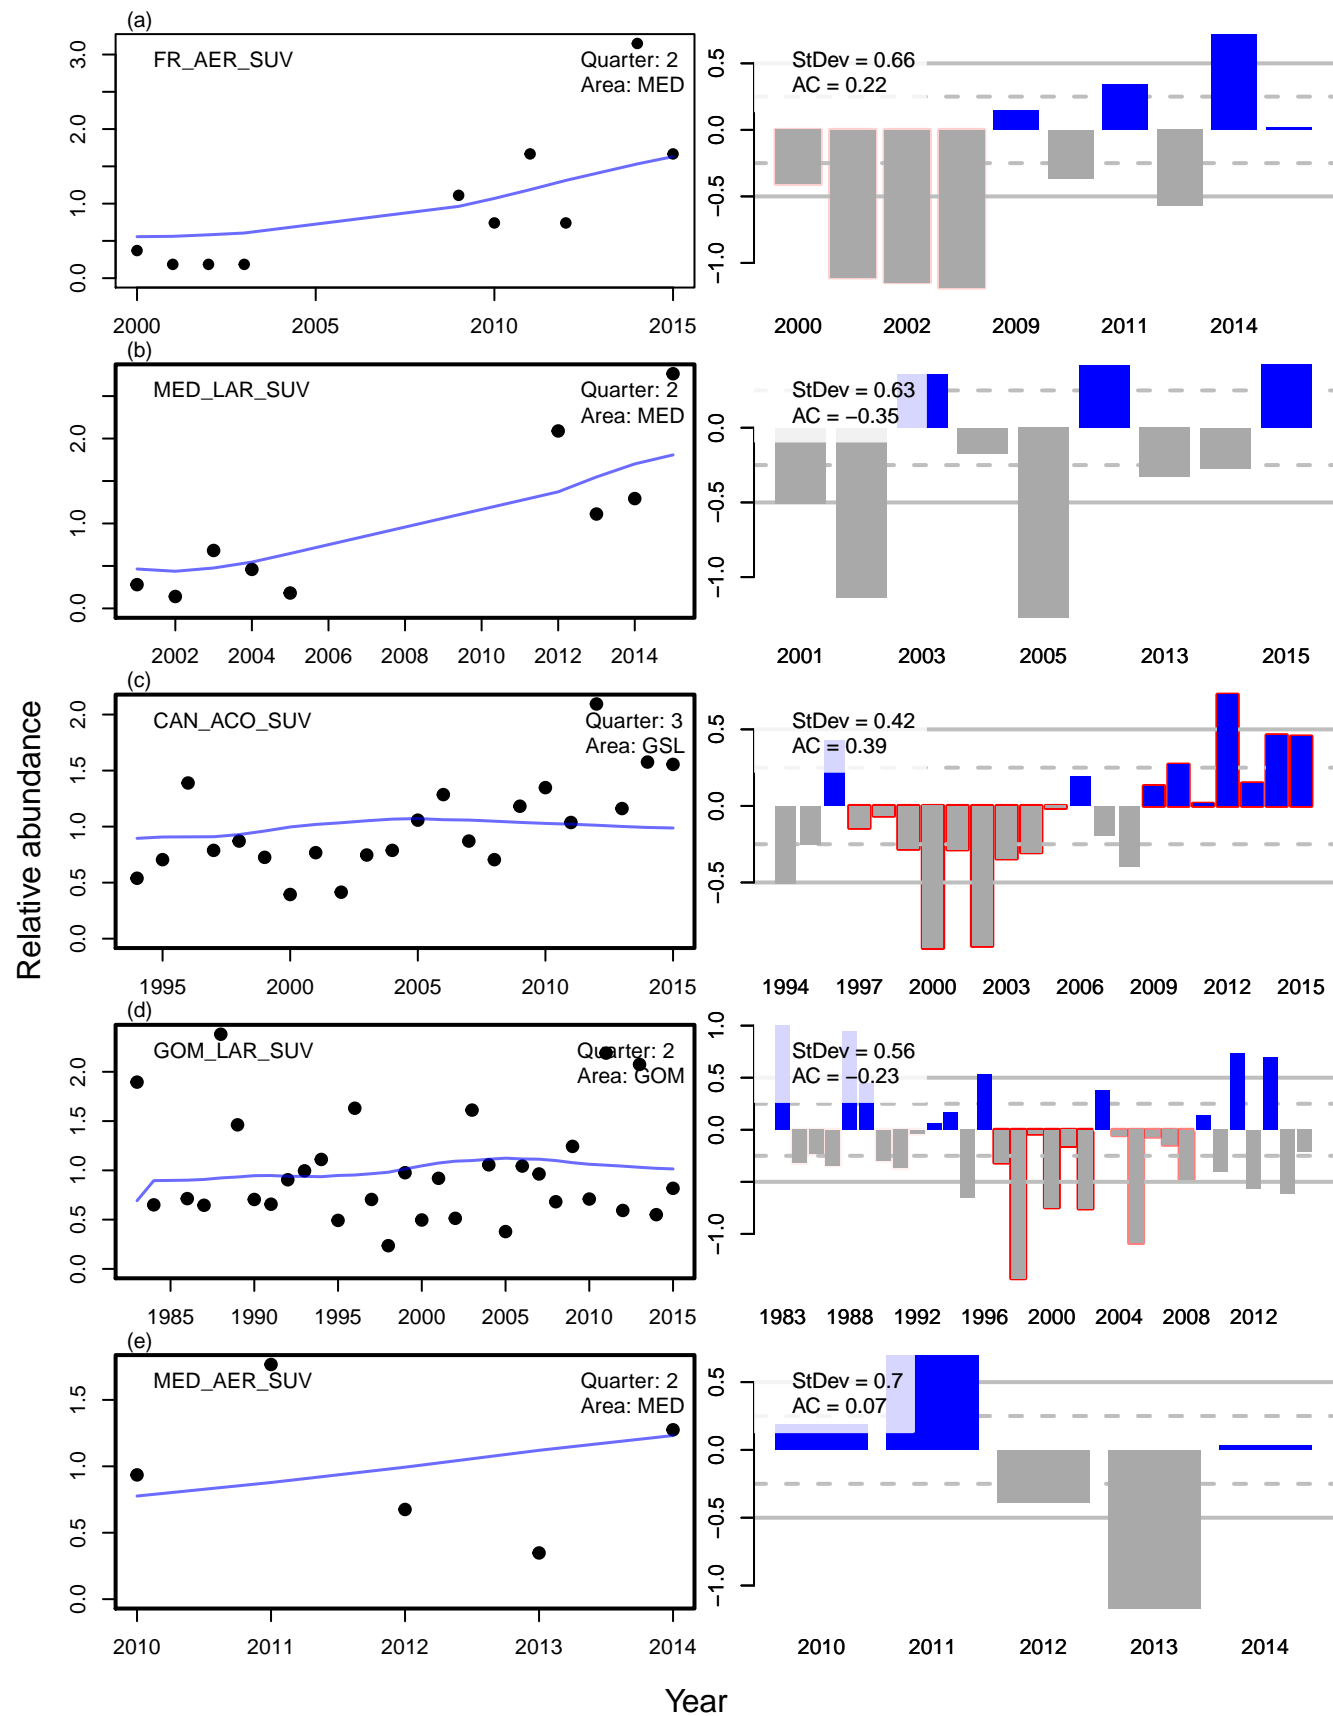 (a)
FR_AER_SUV
Quarter: 2
Area: MED
0.0 1.0 2.0 3.0
2000 2005 2010 2015
StDev = 0.66
AC = 0.22
−1.0 −0.5 0.0 0.5
2000 2002 2009 2011 2014
(b)
MED_LAR_SUV
Quarter: 2
Area: MED
0.0 1.0 2.0
2002 2004 2006 2008 2010 2012 2014
StDev = 0.63
AC = −0.35
−1.0 −0.5 0.0
2001 2003 2005 2013 2015
(c)
CAN_ACO_SUV
Quarter: 3
Area: GSL
0.0 0.5 1.0 1.5 2.0
1995 2000 2005 2010 2015
StDev = 0.42
AC = 0.39
−0.5 0.0 0.5
1994 1997 2000 2003 2006 2009 2012 2015
(d)
GOM_LAR_SUV
Quarter: 2
Area: GOM
0.0 0.5 1.0 1.5 2.0
1985 1990 1995 2000 2005 2010 2015
StDev = 0.56
AC = −0.23
−1.0 0.0 0.5 1.0
1983 1988 1992 1996 2000 2004 2008 2012
(e)
MED_AER_SUV
Quarter: 2
Area: MED
0.0 0.5 1.0 1.5
2010 2011 2012 2013 2014
StDev = 0.7
AC = 0.07
−1.0 −0.5 0.0 0.5
2010 2011 2012 2013 2014
Relative abundance
Year